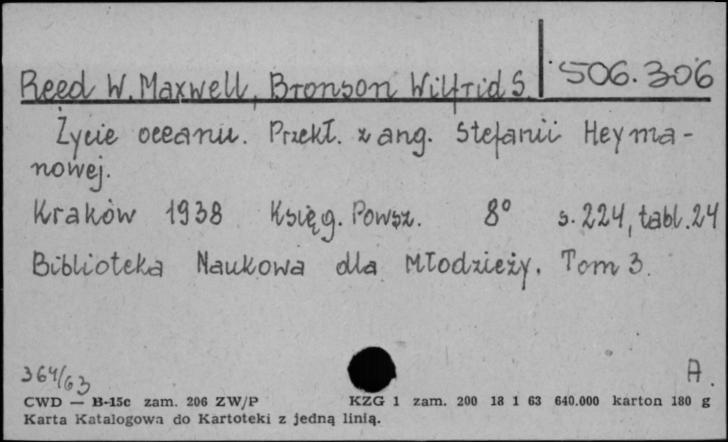 Reed W. Maxwell, Bronson Wilfrid S. 506.306
Życie oceanu. Przekł. z ang. Stefanii Heyma-
nowej.
Kraków 1938 Księg. Powsz. 8° s. 224, tabl. 24
Biblioteka Naukowa dla Młodzieży. Tom 3.
364/63 A.
CWD — B-15c zam. 206 ZW/P KZG 1 zam. 200 18 1 63 640.000 karton 180 g
Karta Katalogowa do Kartoteki z jedną linią.